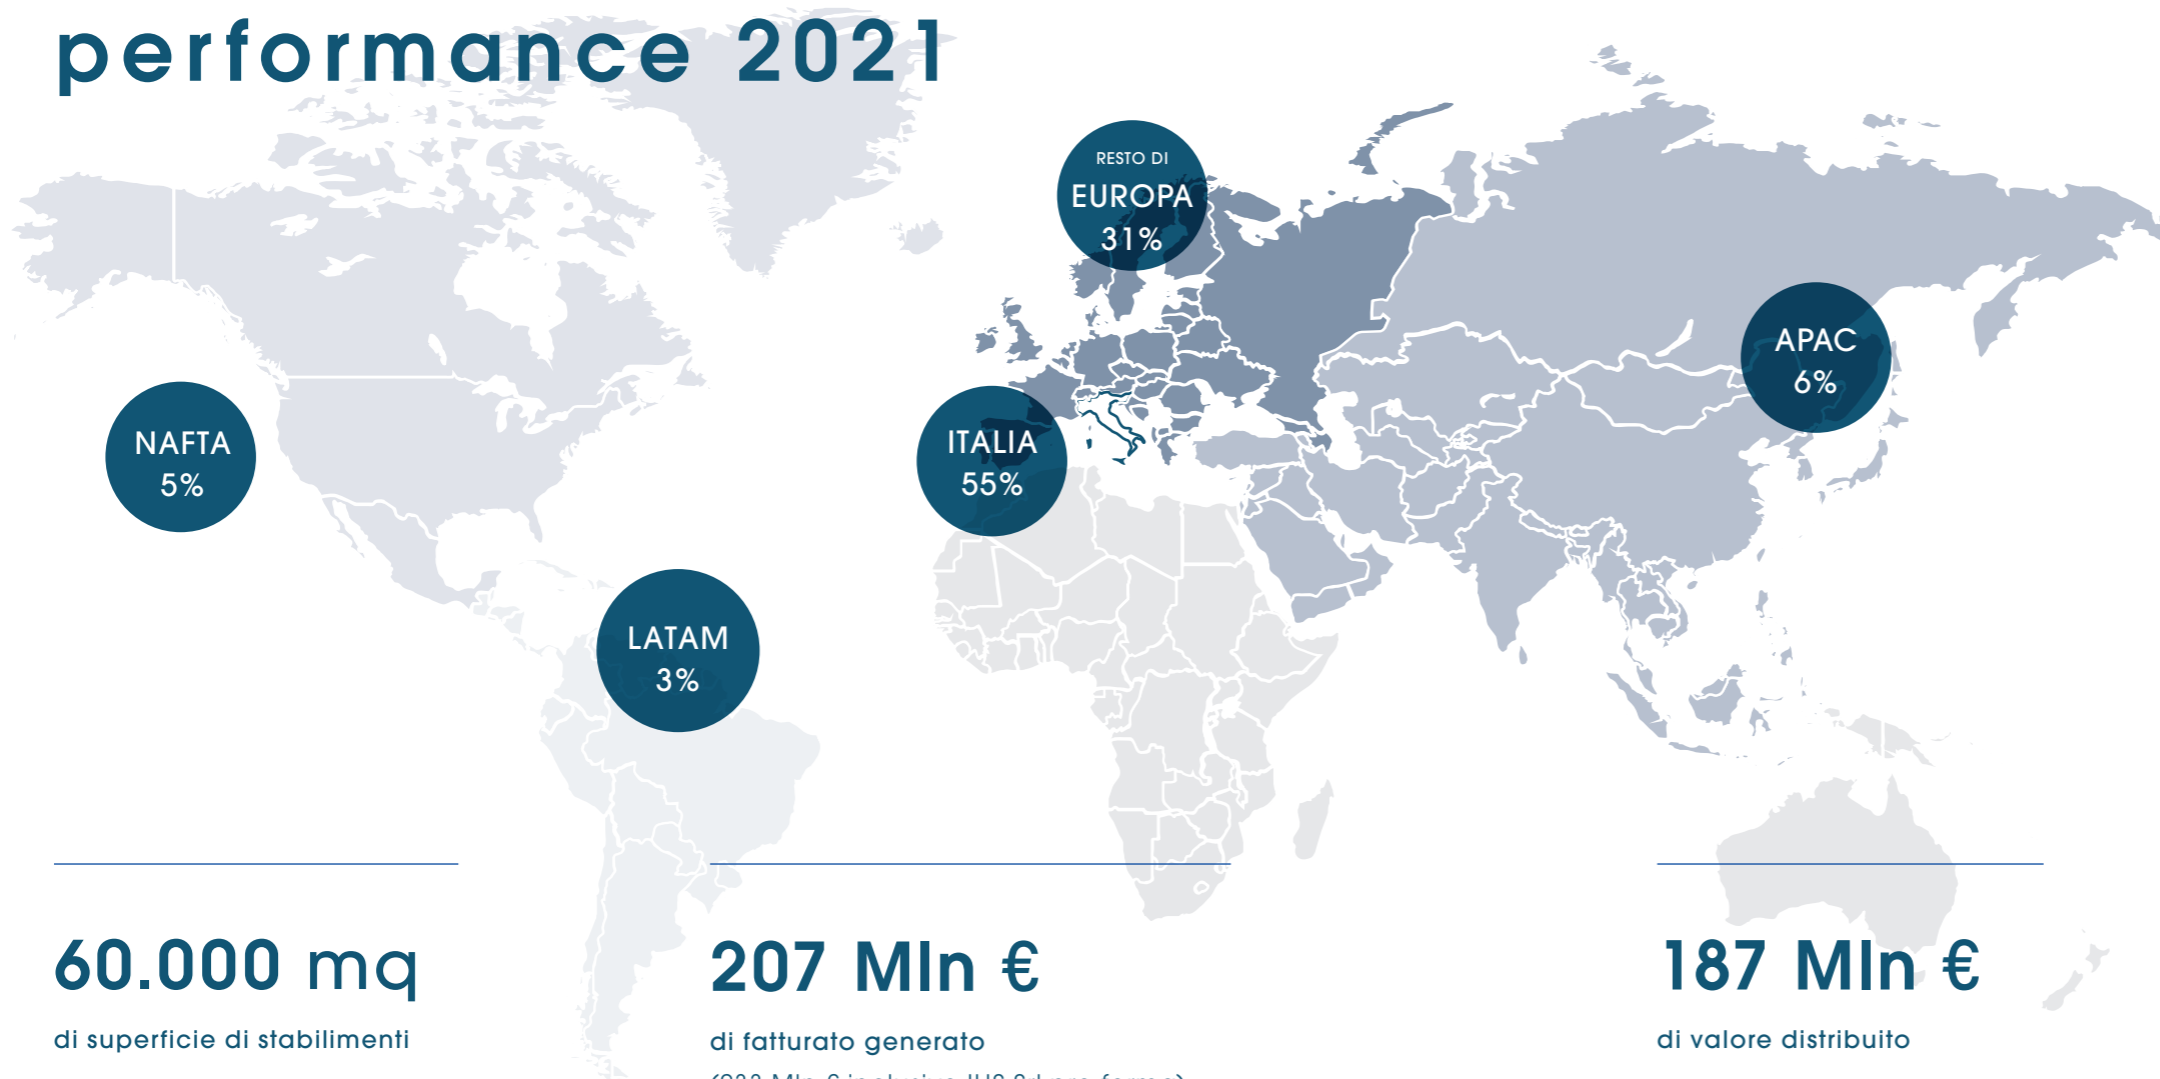 performance 2021
RESTO DI
EUROPA
31%
APAC
6%
NAFTA
5%
ITALIA
55%
LATAM
3%
60.000 mq
di superficie di stabilimenti
207 Mln €
di fatturato generato
187 Mln €
di valore distribuito